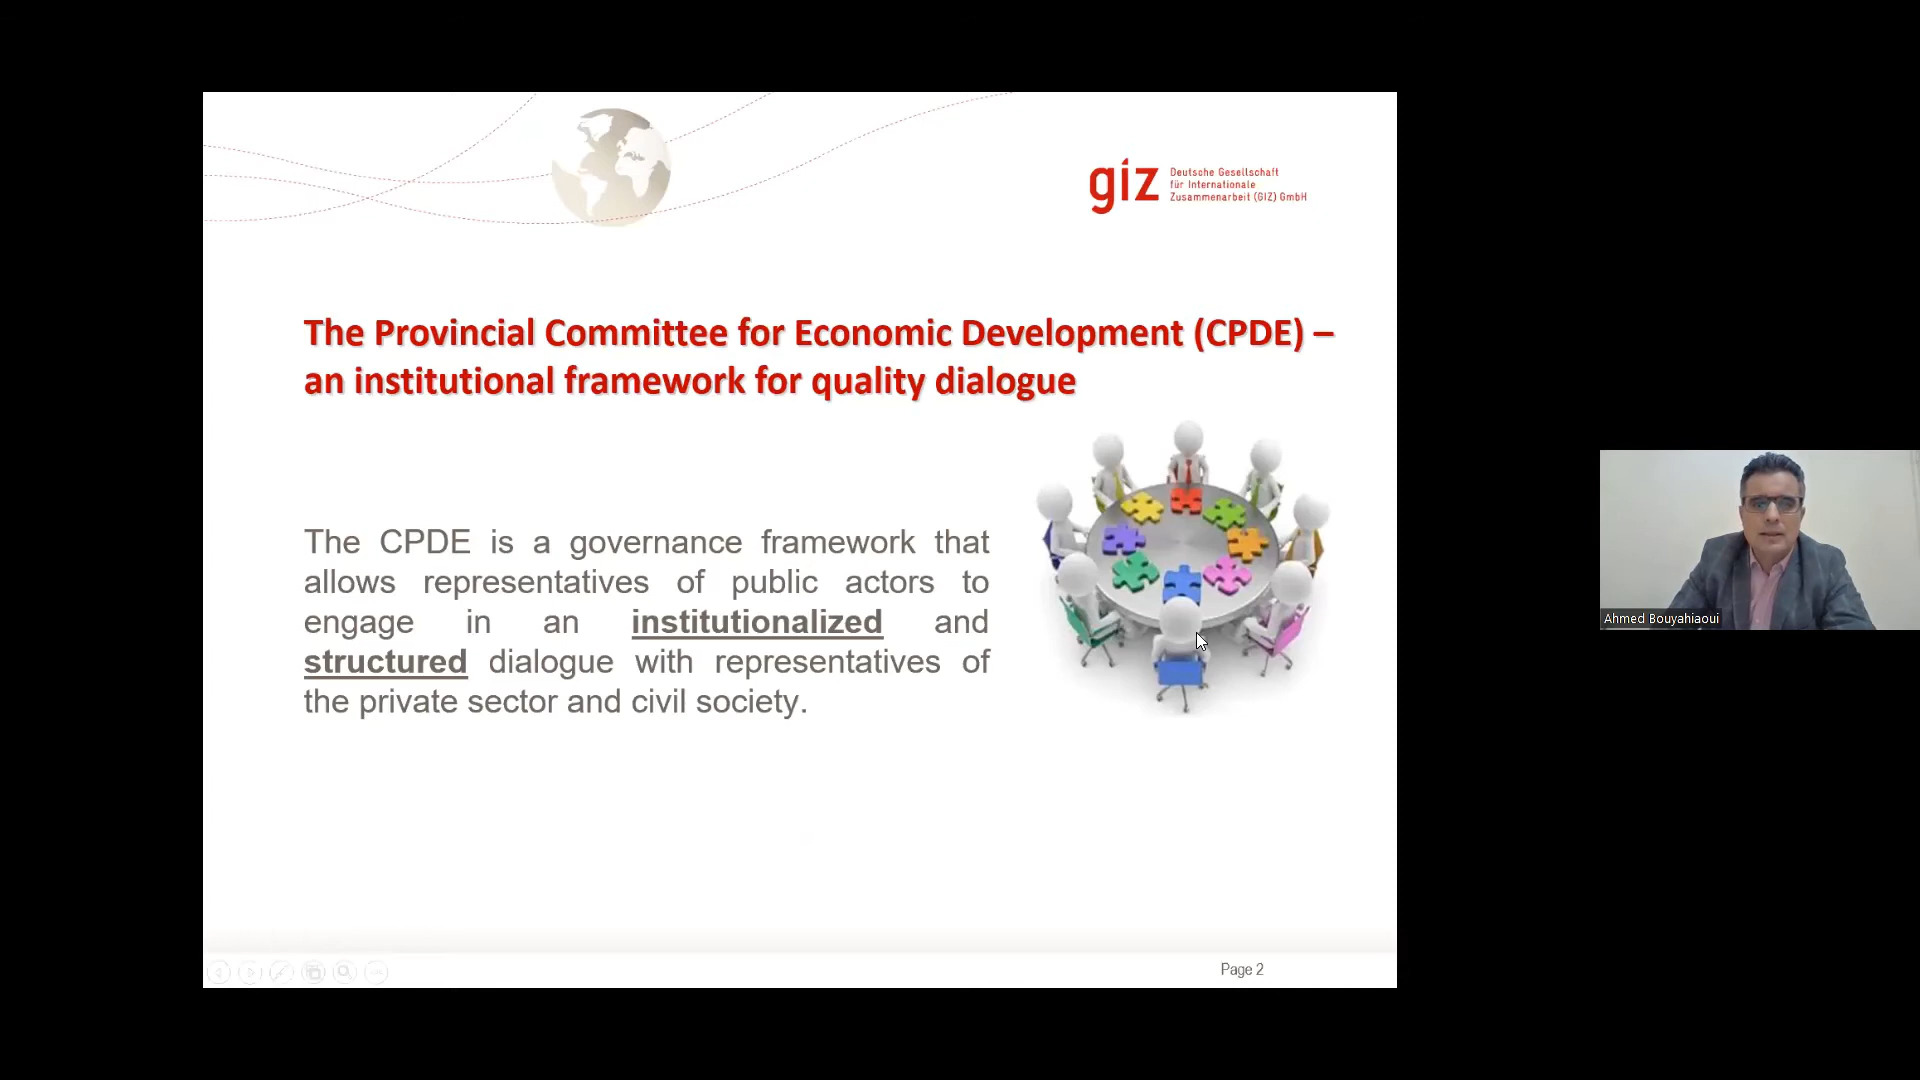 giz Deutsche Gesellschaft
für Internationale
Zusammenarbeit (GIZ) GmbH
The Provincial Committee for Economic Development (CPDE) –
an institutional framework for quality dialogue
The CPDE is a governance framework that
allows representatives of public actors to
engage in an institutionalized and
structured dialogue with representatives of
the private sector and civil society.
Ahmed Bouyahiaoui
Page 2